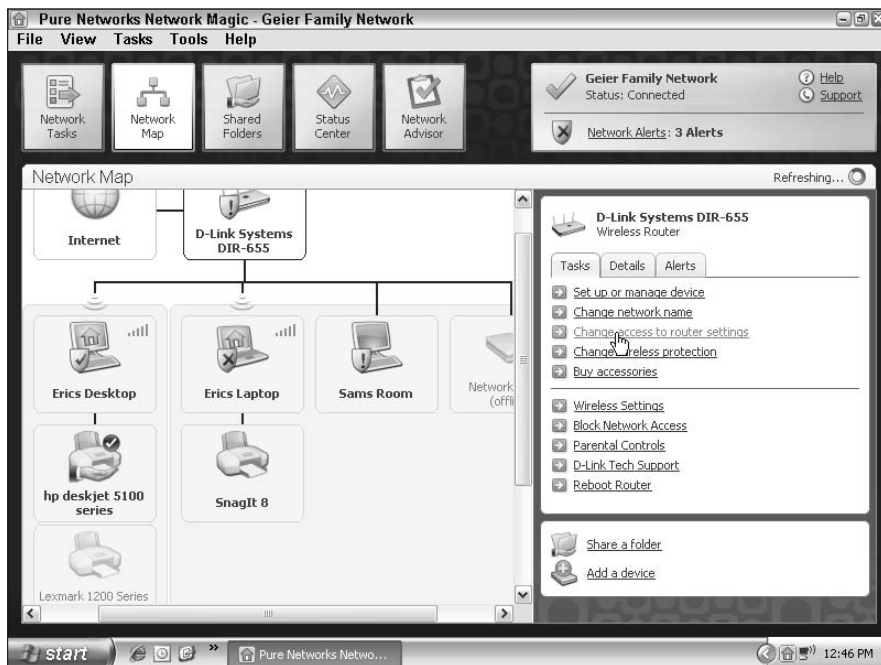 Pure Networks Network Magic - Geier Family Network
File View Tasks Tools Help
Network Tasks
Network Map
Shared Folders
Status Center
Network Advisor
Geier Family Network
Status: Connected
Help
Support
Network Alerts: 3 Alerts
Network Map
Refreshing...
Internet
D-Link Systems
DIR-655
Erics Desktop
Erics Laptop
Sams Room
Network
(offli
hp deskjet 5100
series
SnagIt 8
Lexmark 1200 Series
D-Link Systems DIR-655
Wireless Router
Tasks Details Alerts
Set up or manage device
Change network name
Change access to router settings
Change wireless protection
Buy accessories
Wireless Settings
Block Network Access
Parental Controls
D-Link Tech Support
Reboot Router
Share a folder
Add a device
start
Pure Networks Netwo...
12:46 PM